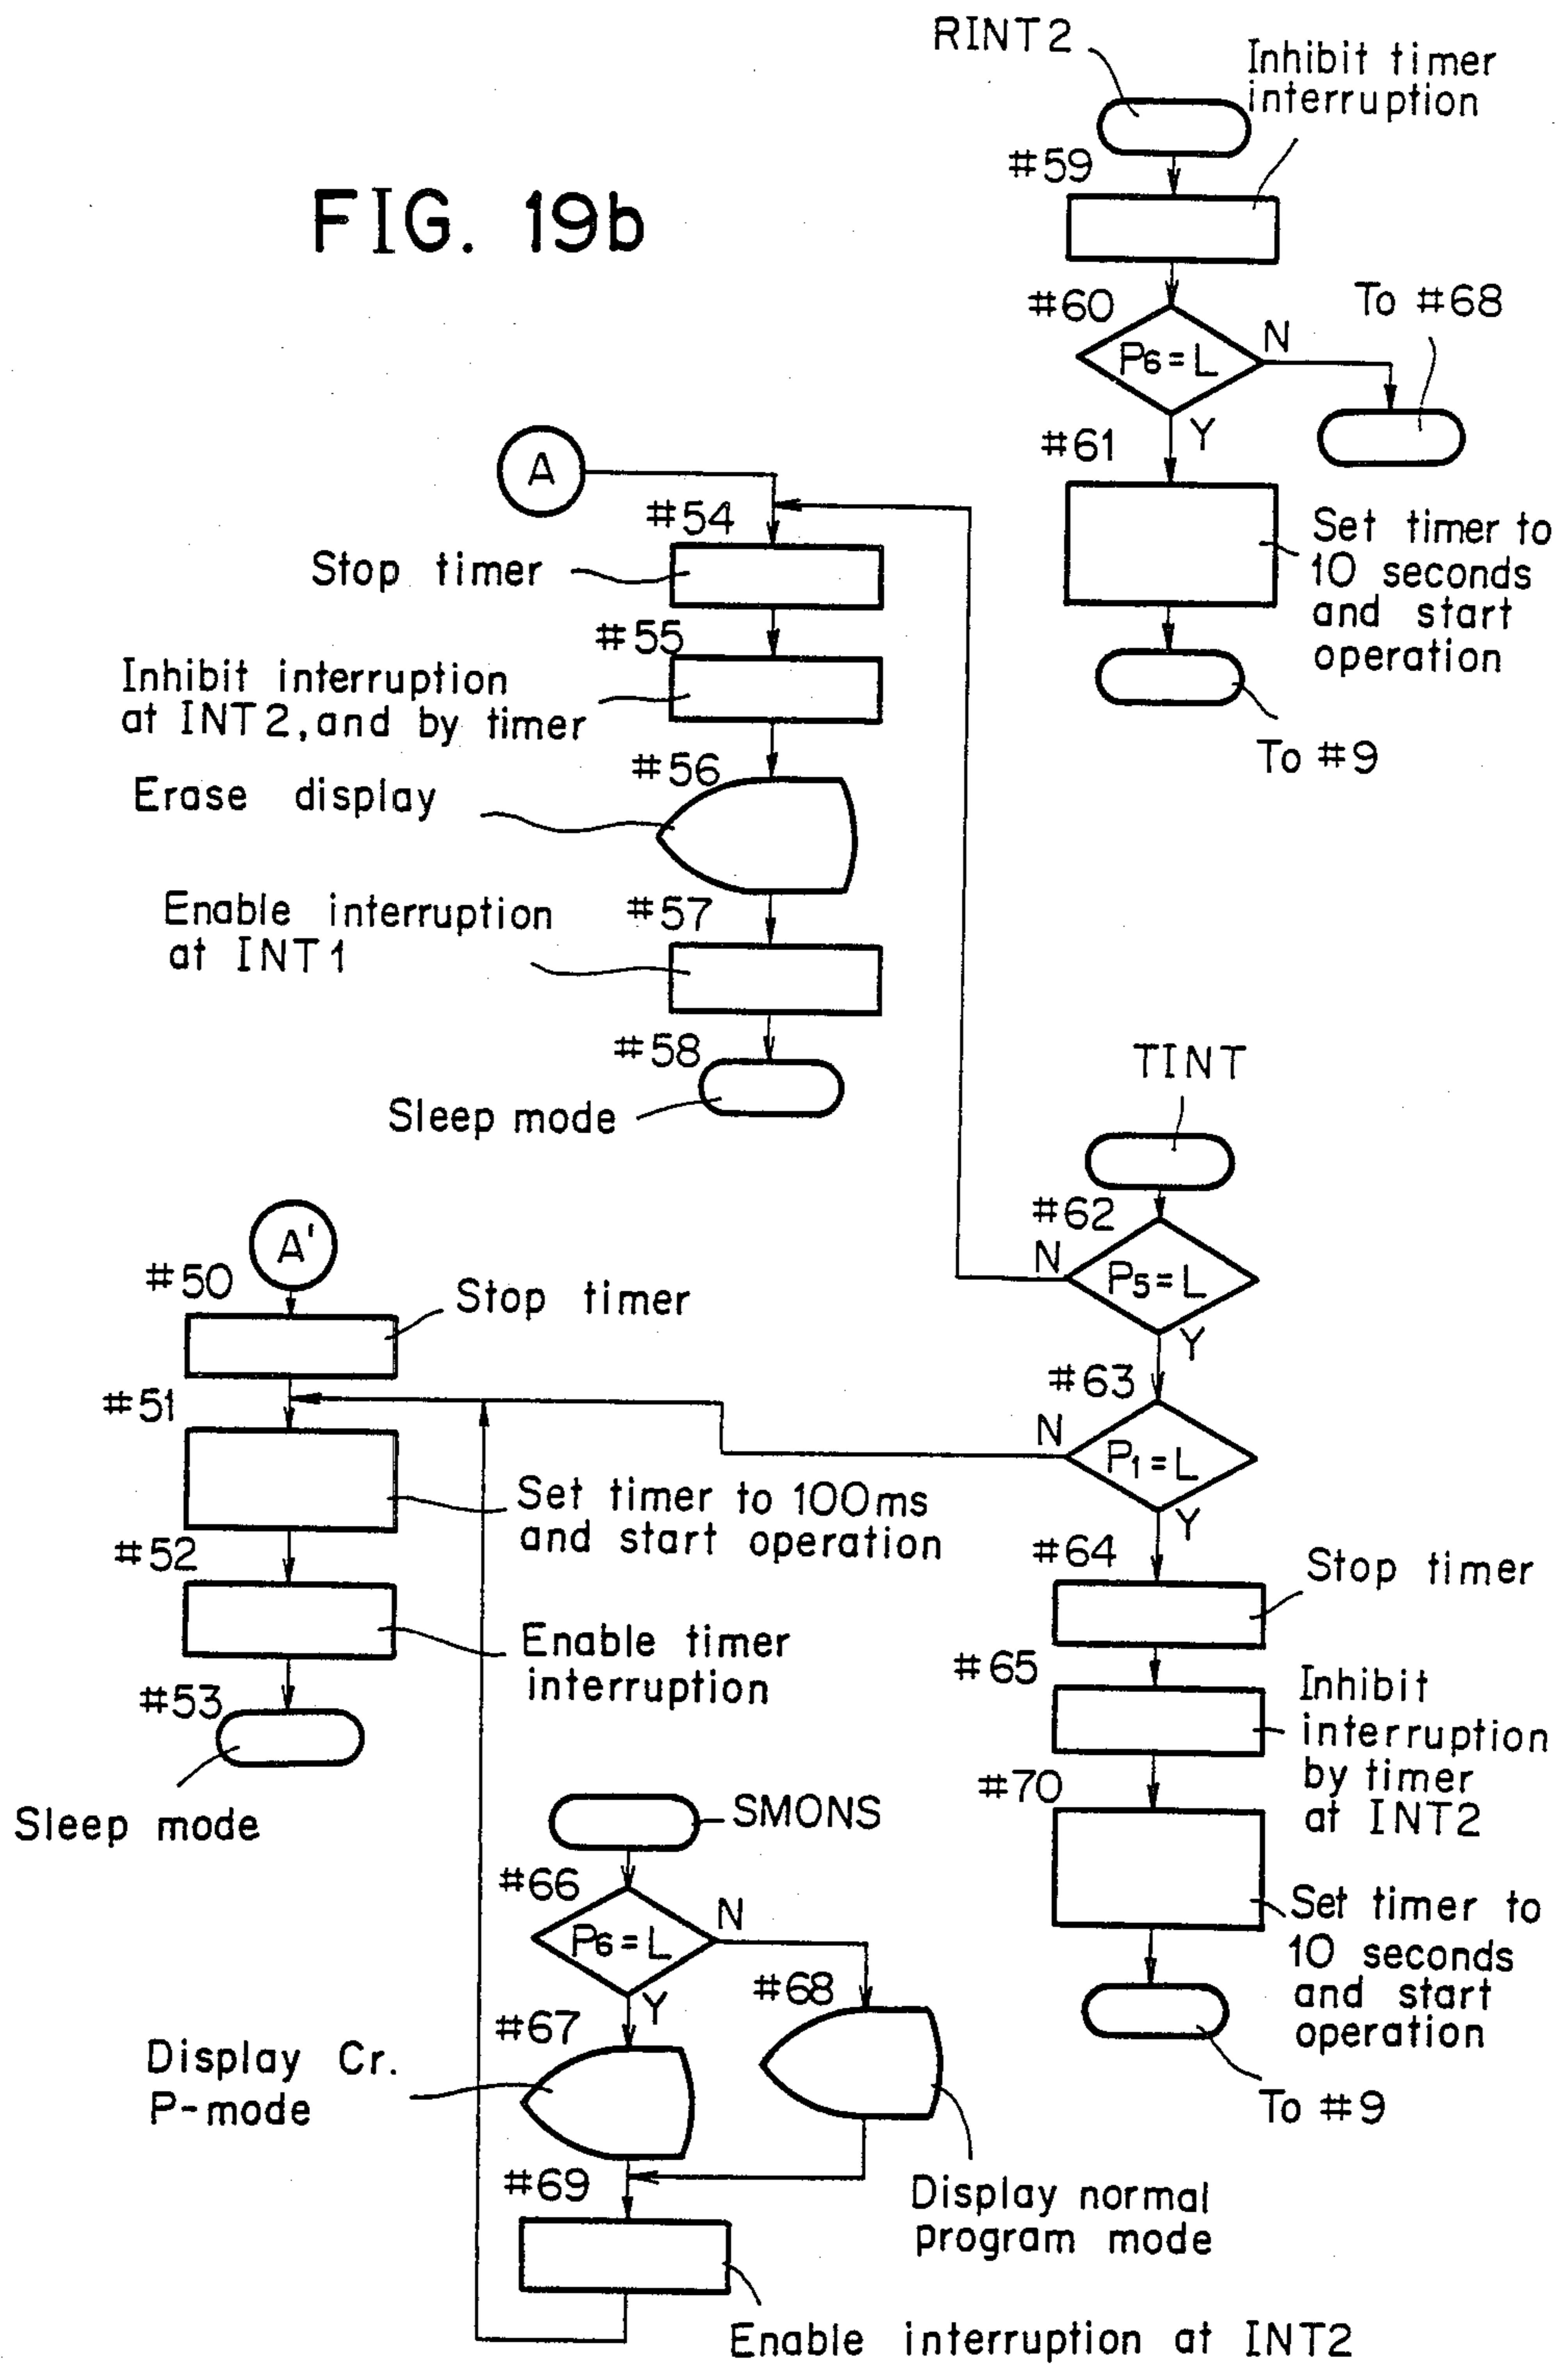 FIG. 19b
RINT2
Inhibit timer
interruption
#59
#60
P6=L
N
To #68
Y
#61
Set timer to
10 seconds
and start
operation
To #9
A
#54
Stop timer
#55
Inhibit interruption
at INT2, and by timer
#56
Erase display
#57
Enable interruption
at INT1
#58
Sleep mode
TINT
#62
N
P5=L
Y
#63
N
P1=L
Y
#64
Stop timer
#65
Inhibit
interruption
by timer
at INT2
#70
Set timer to
10 seconds
and start
operation
To #9
A'
#50
Stop timer
#51
Set timer to 100ms
and start operation
#52
Enable timer
interruption
#53
Sleep mode
SMONS
#66
P6=L
N
Y
#68
#67
Display Cr.
P-mode
Display normal
program mode
#69
Enable interruption at INT2